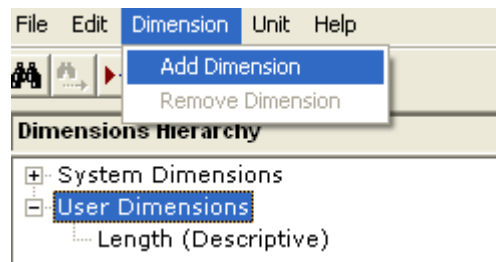 File Edit Dimension Unit Help
Add Dimension
Remove Dimension
Dimensions Hierarchy
System Dimensions
User Dimensions
Length (Descriptive)